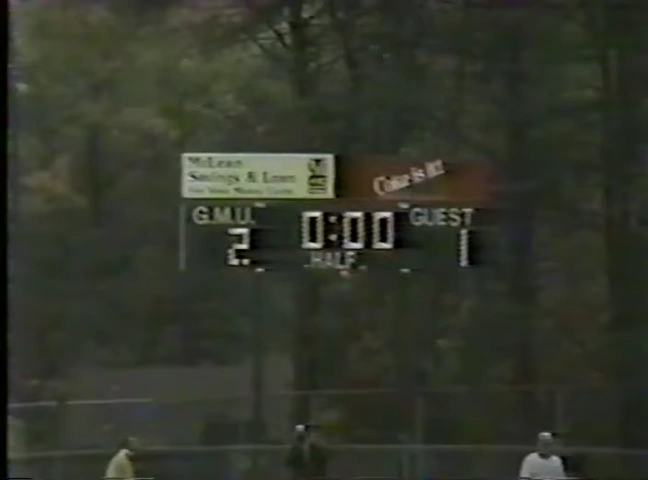 McLean
Savings & Loan
Coke is it!
G.M.U.
2
0:00
HALF
GUEST
1